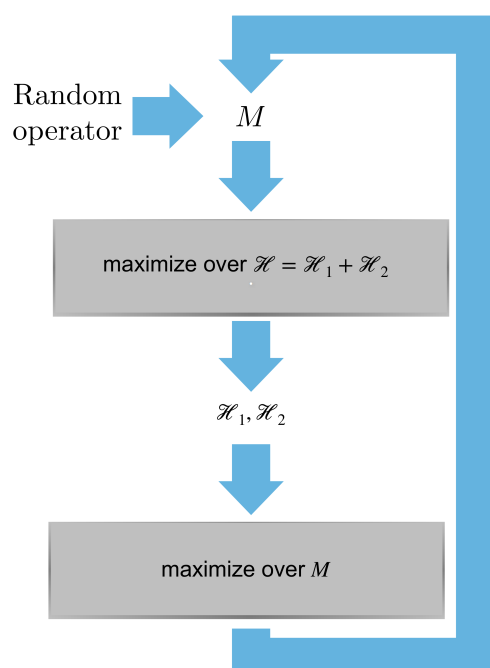 Random
operator
M
maximize over ℋ = ℋ₁ + ℋ₂
ℋ₁, ℋ₂
maximize over M